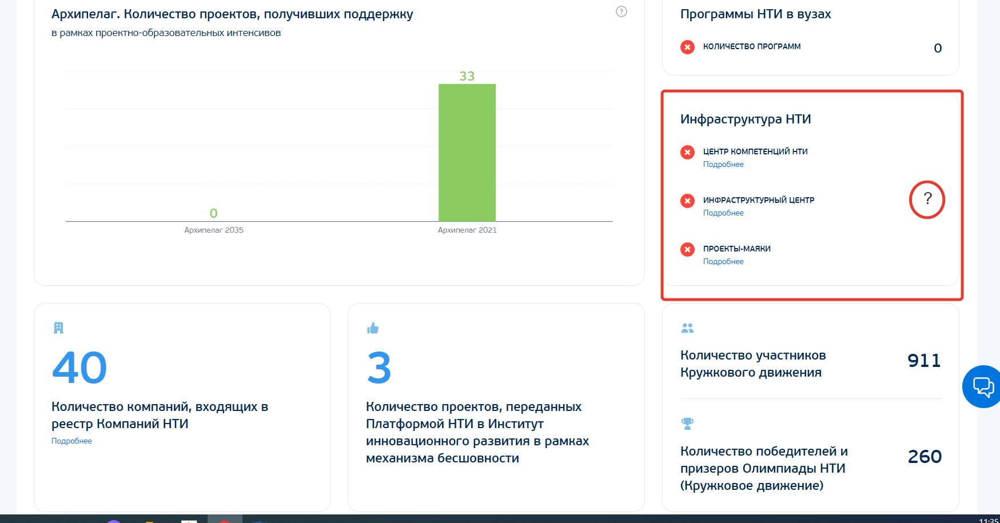 Архипелаг. Количество проектов, получивших поддержку
в рамках проектно-образовательных интенсивов
?
33
0
Архипелаг 2035
Архипелаг 2021
Программы НТИ в вузах
КОЛИЧЕСТВО ПРОГРАММ
0
Инфраструктура НТИ
ЦЕНТР КОМПЕТЕНЦИЙ НТИ
Подробнее
ИНФРАСТРУКТУРНЫЙ ЦЕНТР
Подробнее
?
ПРОЕКТЫ-МАЯКИ
Подробнее
40
Количество компаний, входящих в
реестр Компаний НТИ
Подробнее
3
Количество проектов, переданных
Платформой НТИ в Институт
инновационного развития в рамках
механизма бесшовности
Количество участников
Кружкового движения
911
Количество победителей и
призеров Олимпиады НТИ
(Кружковое движение)
260
11:35